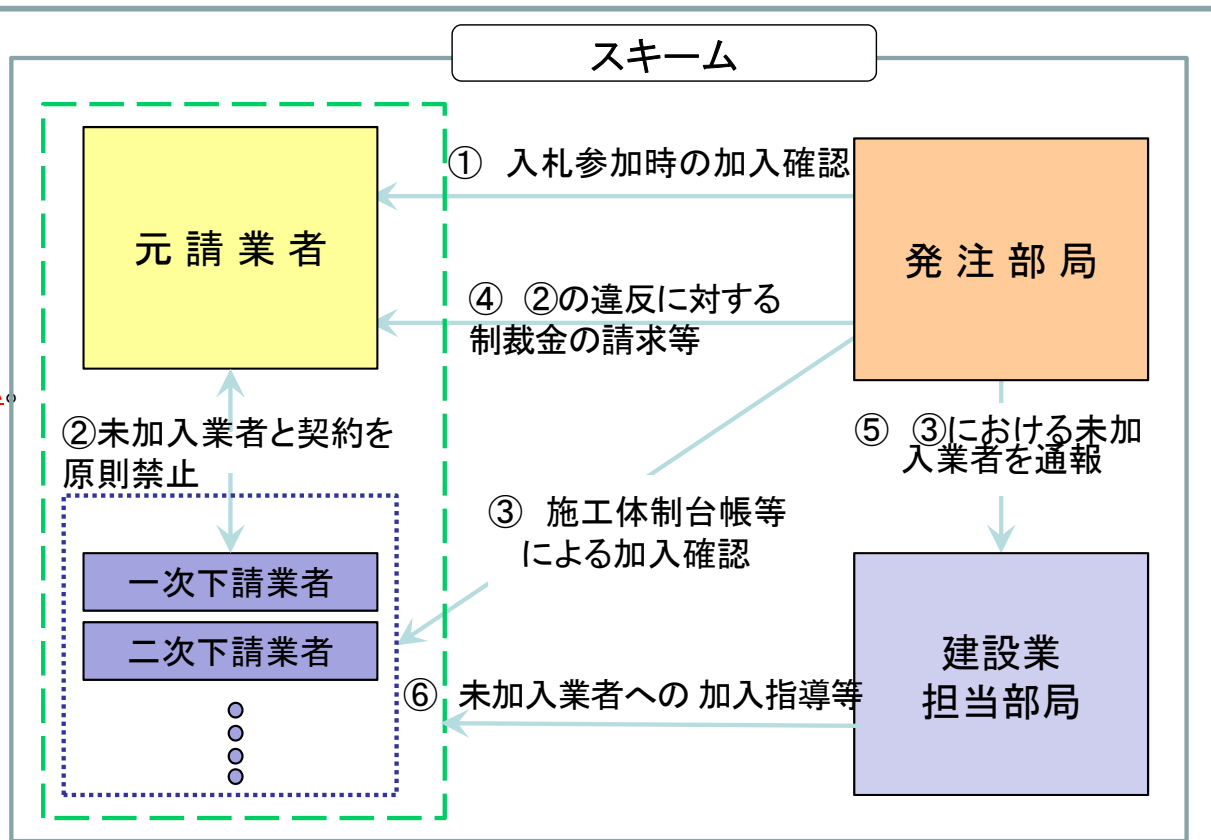 スキーム
① 入札参加時の加入確認
元請業者
発注部局
④ ②の違反に対する
制裁金の請求等
。
②未加入業者と契約を
原則禁止
⑤ ③における未加
入業者を通報
③ 施工体制台帳等
による加入確認
一次下請業者
二次下請業者
建設業
担当部局
⑥ 未加入業者への 加入指導等